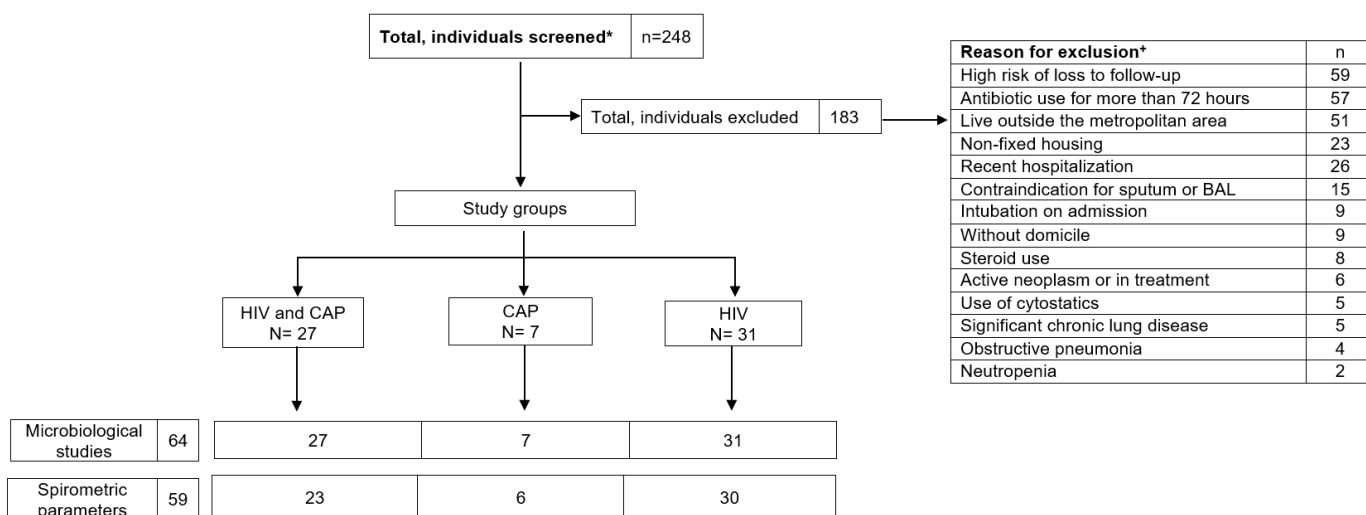 Total, individuals screened* n=248
Total, individuals excluded 183
Reason for exclusion⁺ n
High risk of loss to follow-up 59
Antibiotic use for more than 72 hours 57
Live outside the metropolitan area 51
Non-fixed housing 23
Recent hospitalization 26
Contraindication for sputum or BAL 15
Intubation on admission 9
Without domicile 9
Steroid use 8
Active neoplasm or in treatment 6
Use of cytostatics 5
Significant chronic lung disease 5
Obstructive pneumonia 4
Neutropenia 2
Study groups
HIV and CAP
N= 27
CAP
N= 7
HIV
N= 31
Microbiological
studies 64 27 7 31
Spirometric
parameters 59 23 6 30